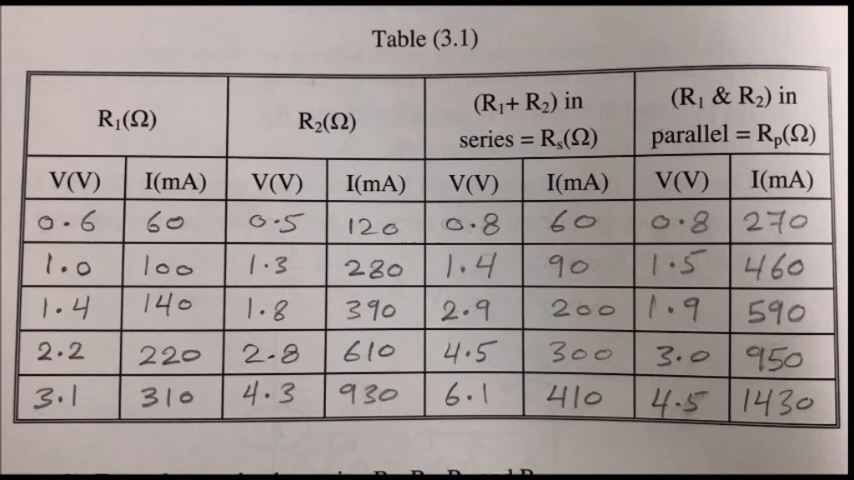 Table (3.1)
R₁(Ω) R₂(Ω) (R₁+ R₂) in series = Rₛ(Ω) (R₁ & R₂) in parallel = Rₚ(Ω)
V(V) I(mA) V(V) I(mA) V(V) I(mA) V(V) I(mA)
0.6 60 0.5 120 0.8 60 0.8 270
1.0 100 1.3 280 1.4 90 1.5 460
1.4 140 1.8 390 2.9 200 1.9 590
2.2 220 2.8 610 4.5 300 3.0 950
3.1 310 4.3 930 6.1 410 4.5 1430